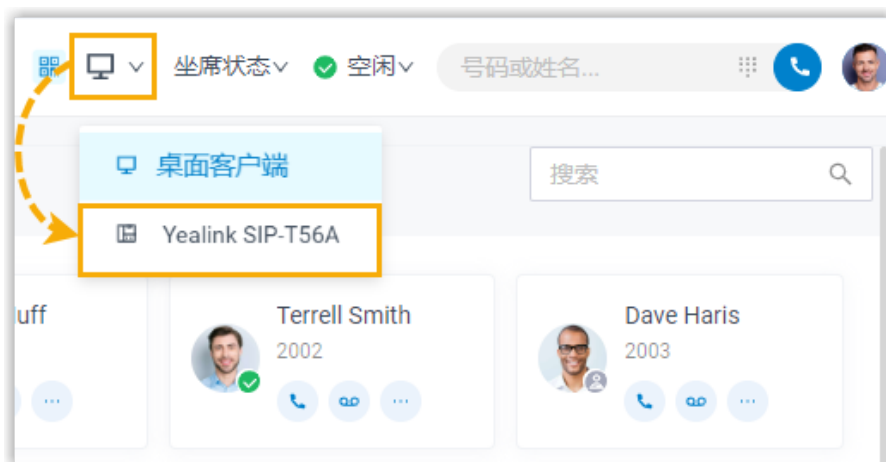 坐席状态 空闲 号码或姓名...
桌面客户端
搜索
Yealink SIP-T56A
uff
Terrell Smith
2002
Dave Haris
2003